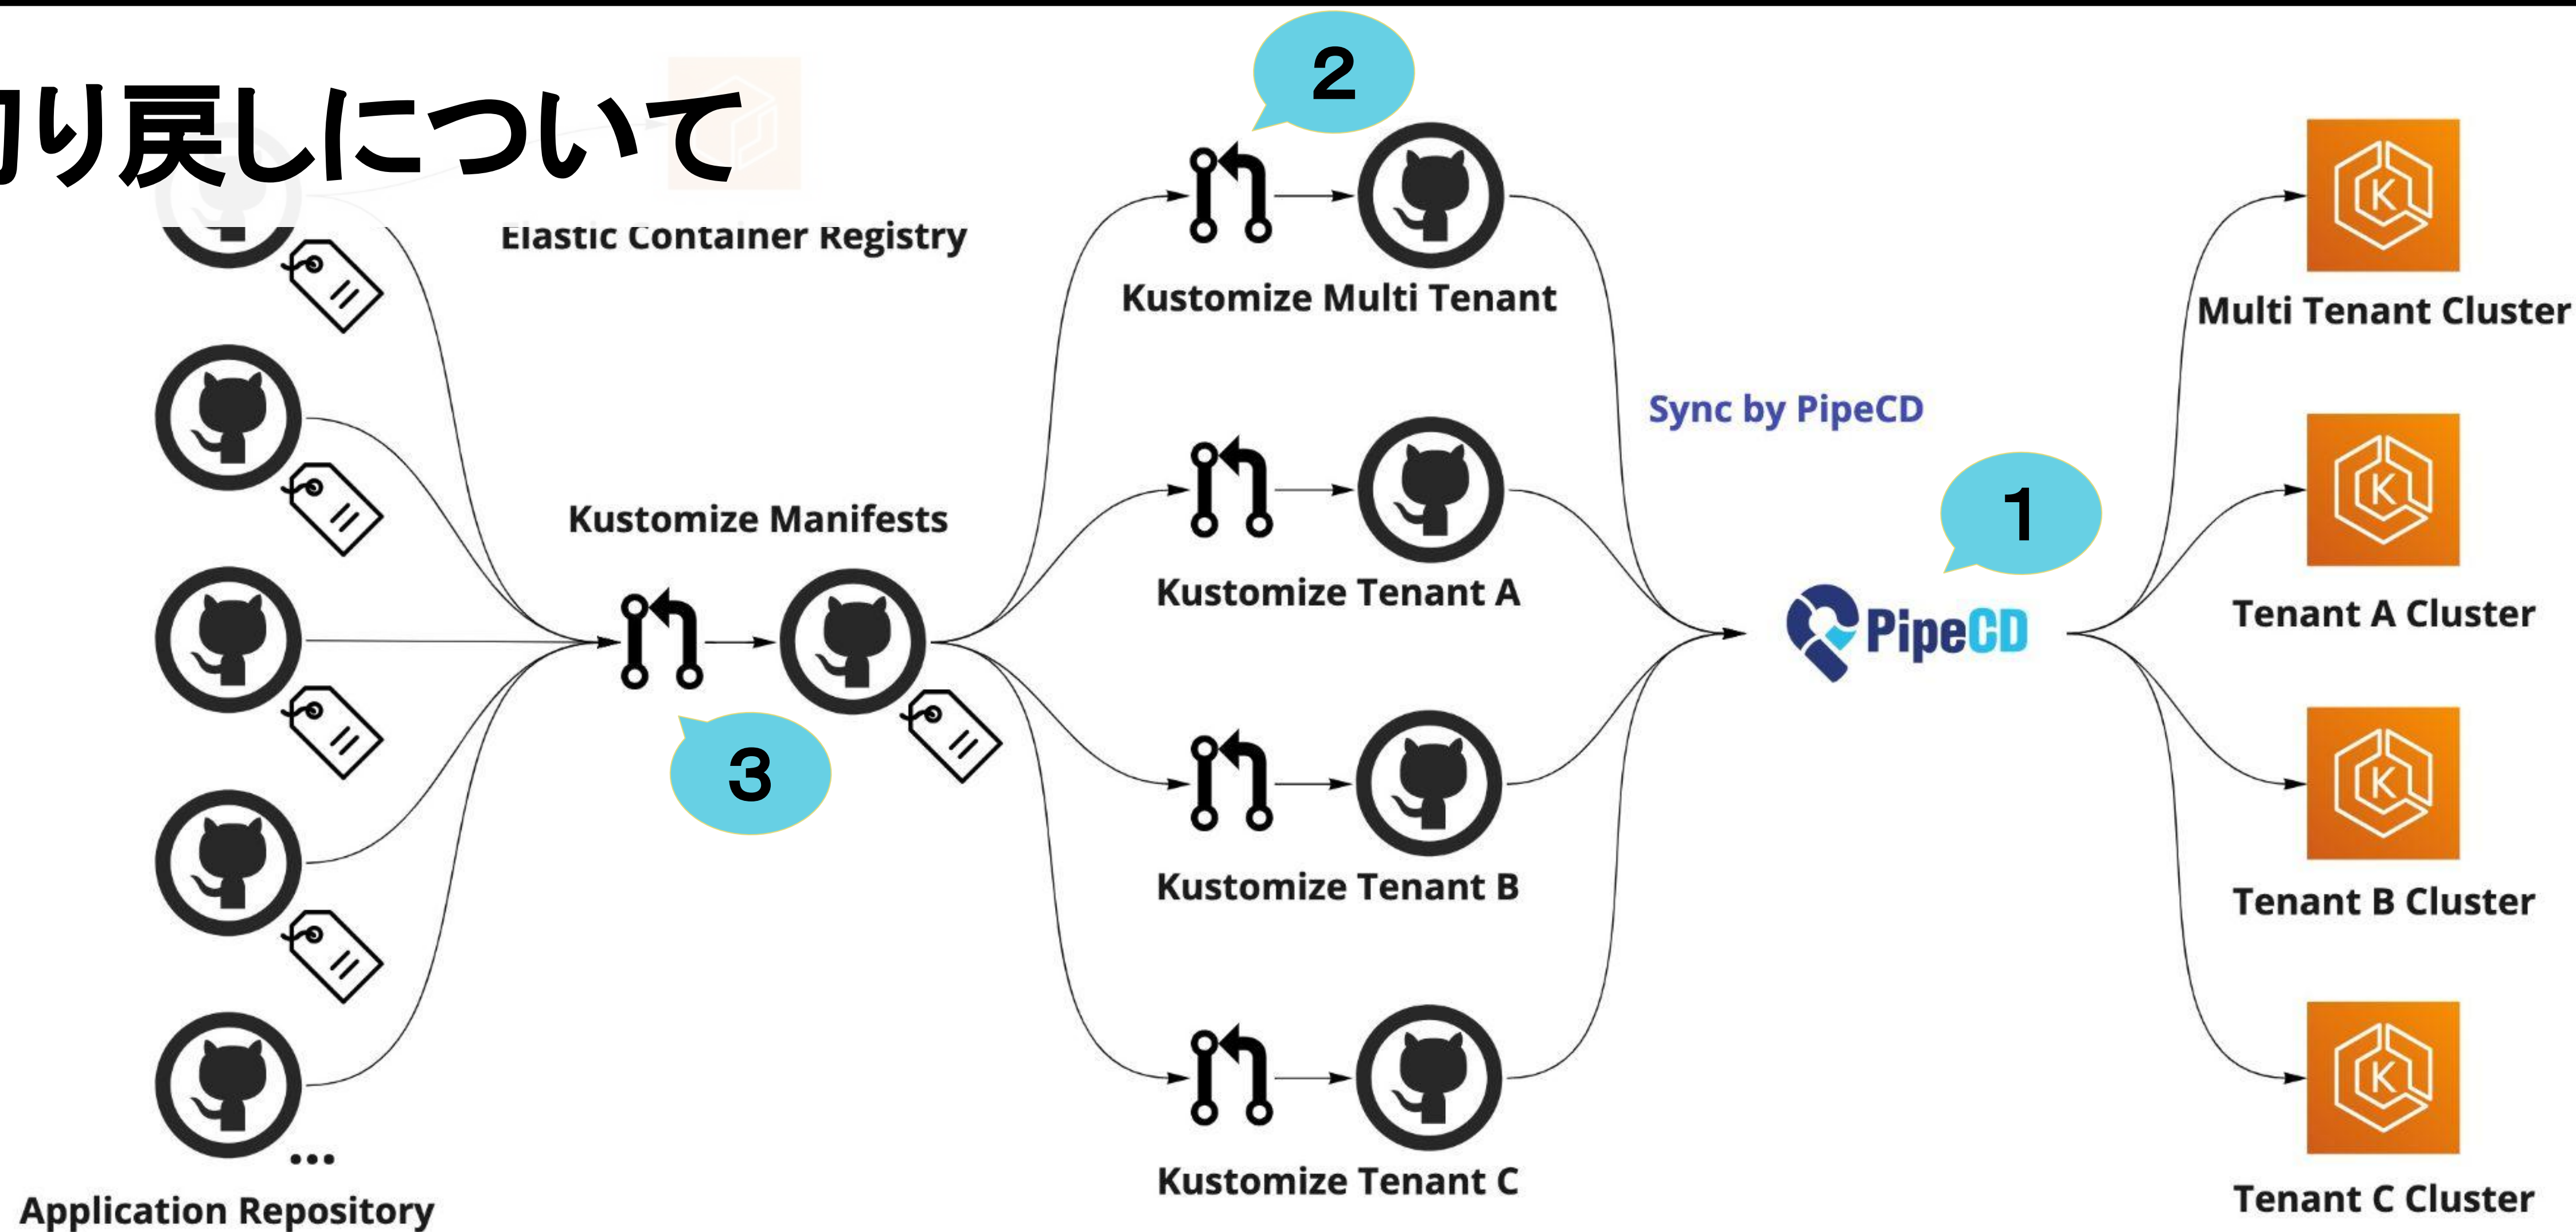 り戻しについて
2
Elastic Container Registry
Kustomize Multi Tenant
Multi Tenant Cluster
Sync by PipeCD
1
Kustomize Manifests
Kustomize Tenant A
PipeCD
Tenant A Cluster
3
Kustomize Tenant B
Tenant B Cluster
...
Kustomize Tenant C
Application Repository
Tenant C Cluster